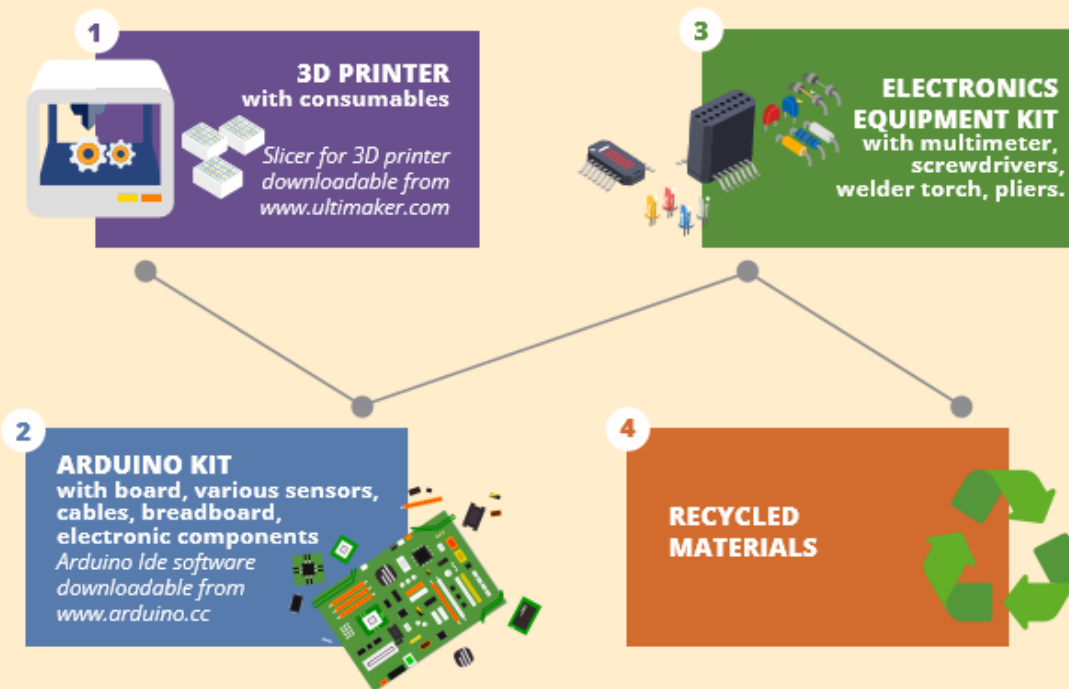 1
3D PRINTER
with consumables
Slicer for 3D printer
downloadable from
www.ultimaker.com
2
ARDUINO KIT
with board, various sensors,
cables, breadboard,
electronic components
Arduino Ide software
downloadable from
www.arduino.cc
3
ELECTRONICS
EQUIPMENT KIT
with multimeter,
screwdrivers,
welder torch, pliers.
4
RECYCLED
MATERIALS